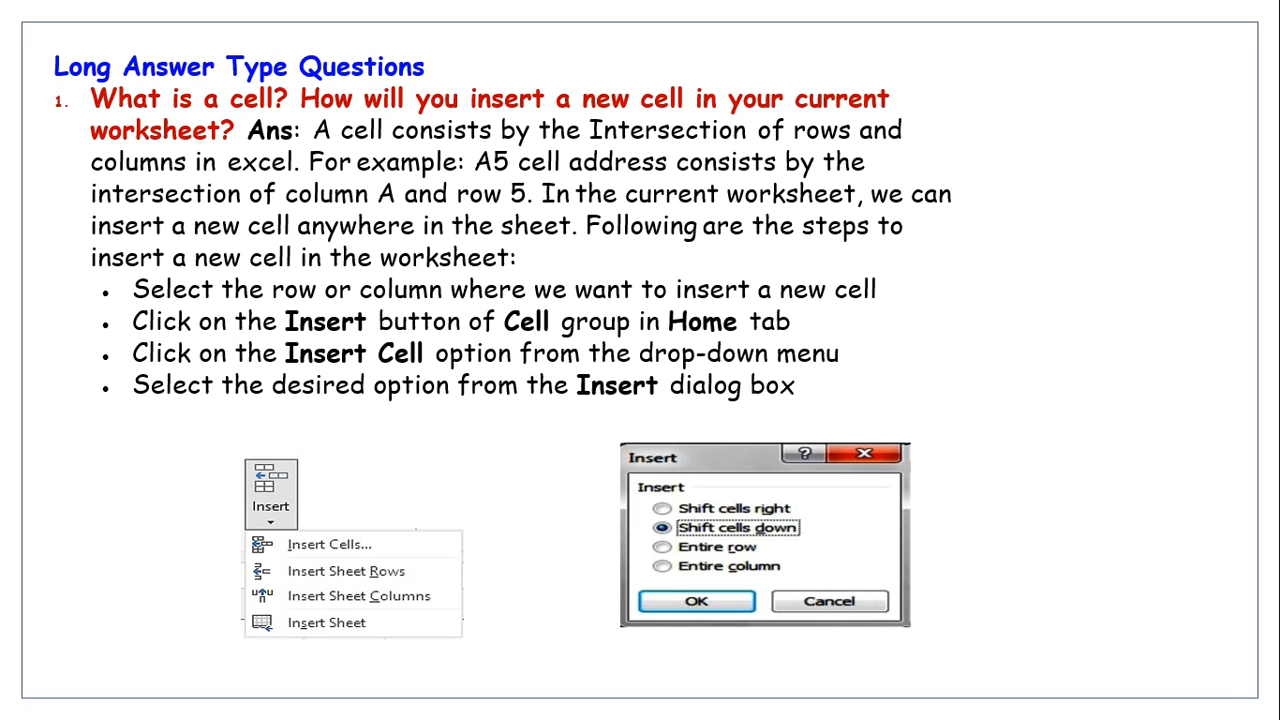 Long Answer Type Questions
1. What is a cell? How will you insert a new cell in your current
worksheet? Ans: A cell consists by the Intersection of rows and
columns in excel. For example: A5 cell address consists by the
intersection of column A and row 5. In the current worksheet, we can
insert a new cell anywhere in the sheet. Following are the steps to
insert a new cell in the worksheet:
• Select the row or column where we want to insert a new cell
• Click on the Insert button of Cell group in Home tab
• Click on the Insert Cell option from the drop-down menu
• Select the desired option from the Insert dialog box
Insert
Insert Cells...
Insert Sheet Rows
Insert Sheet Columns
Insert Sheet
Insert
Insert
Shift cells right
Shift cells down
Entire row
Entire column
OK Cancel